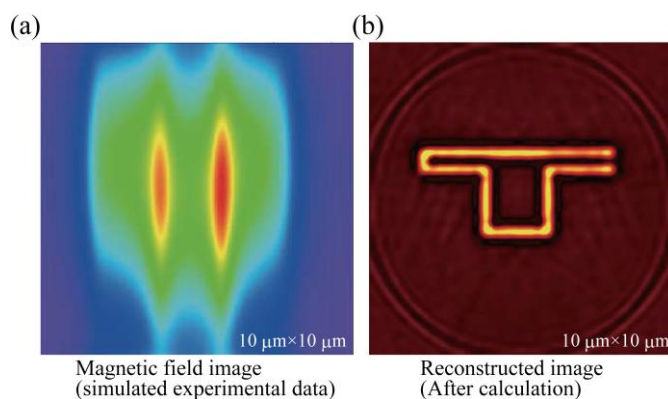 (a)
(b)
10 μm×10 μm
10 μm×10 μm
Magnetic field image
(simulated experimental data)
Reconstructed image
(After calculation)